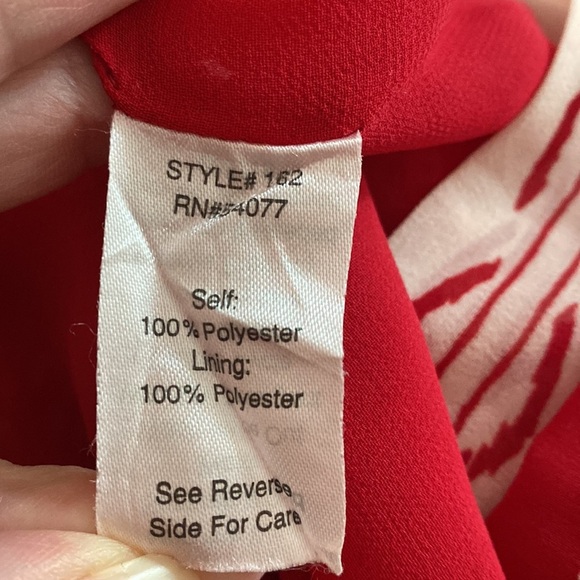 STYLE# 162
RN#54077
Self:
100% Polyester
Lining:
100% Polyester
See Reverse
Side For Care